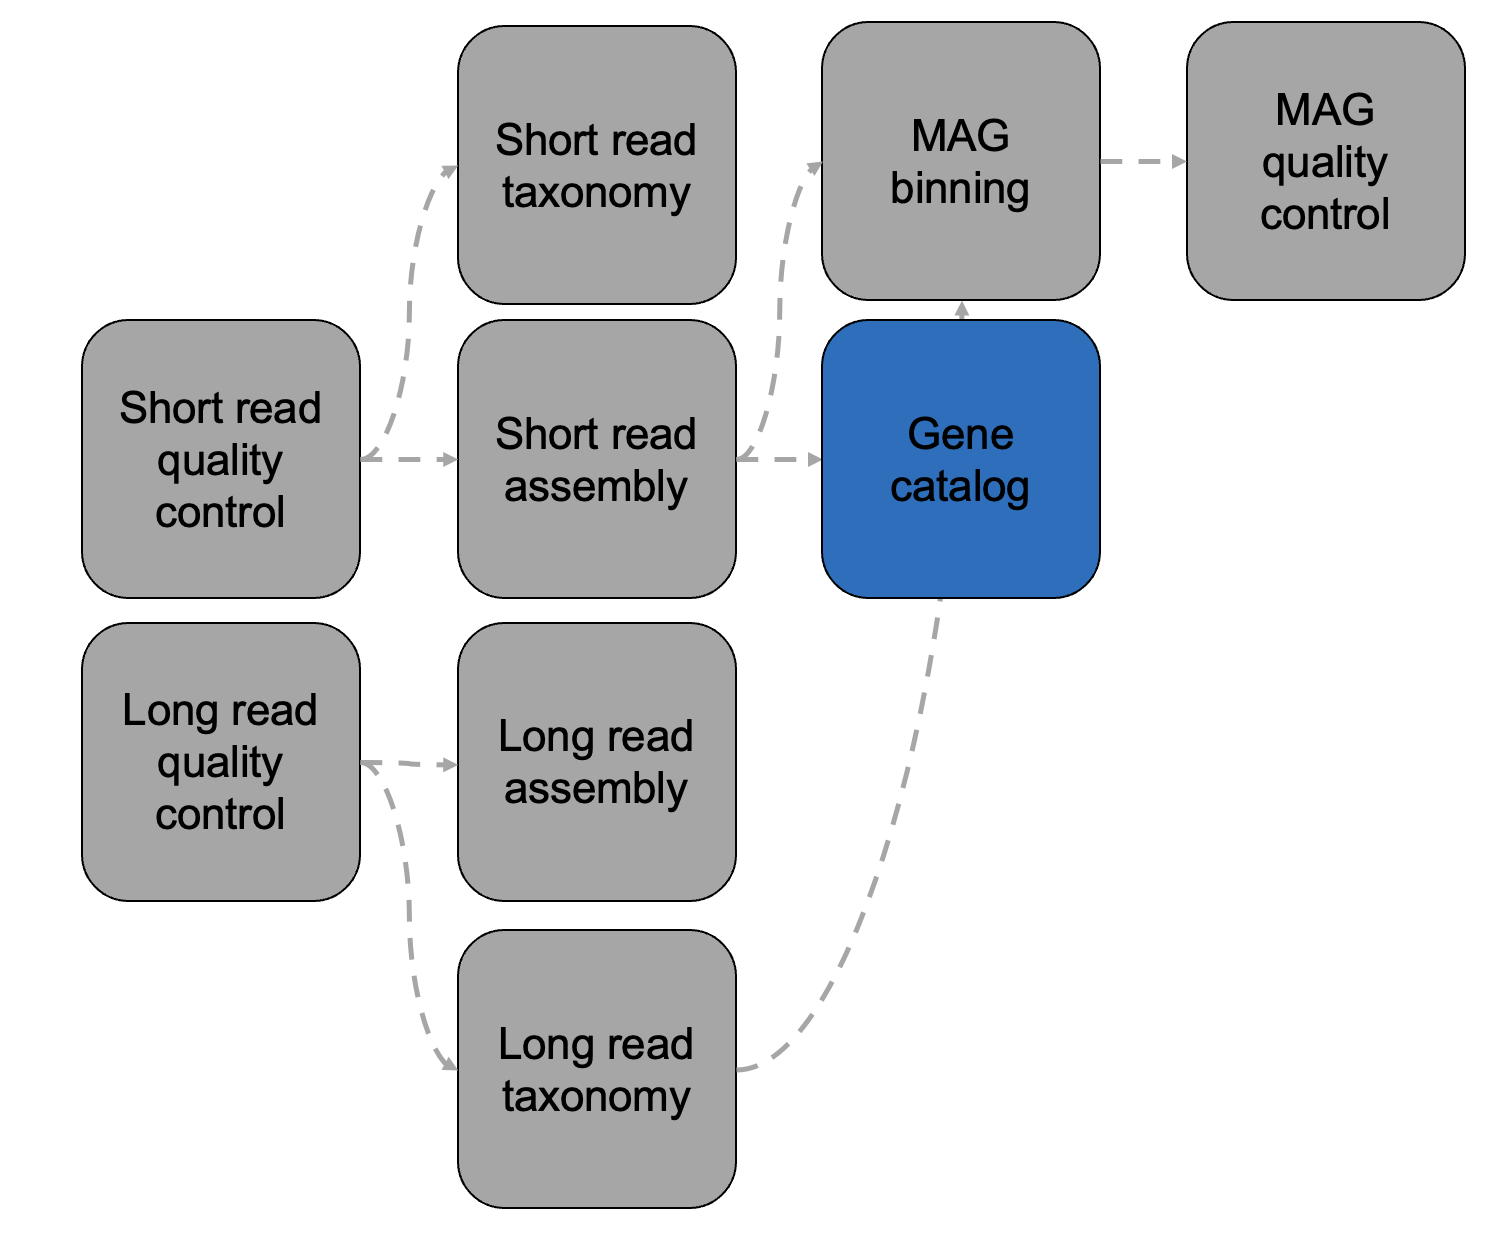 Short read
taxonomy
MAG
binning
MAG
quality
control
Short read
quality
control
Short read
assembly
Gene
catalog
Long read
quality
control
Long read
assembly
Long read
taxonomy